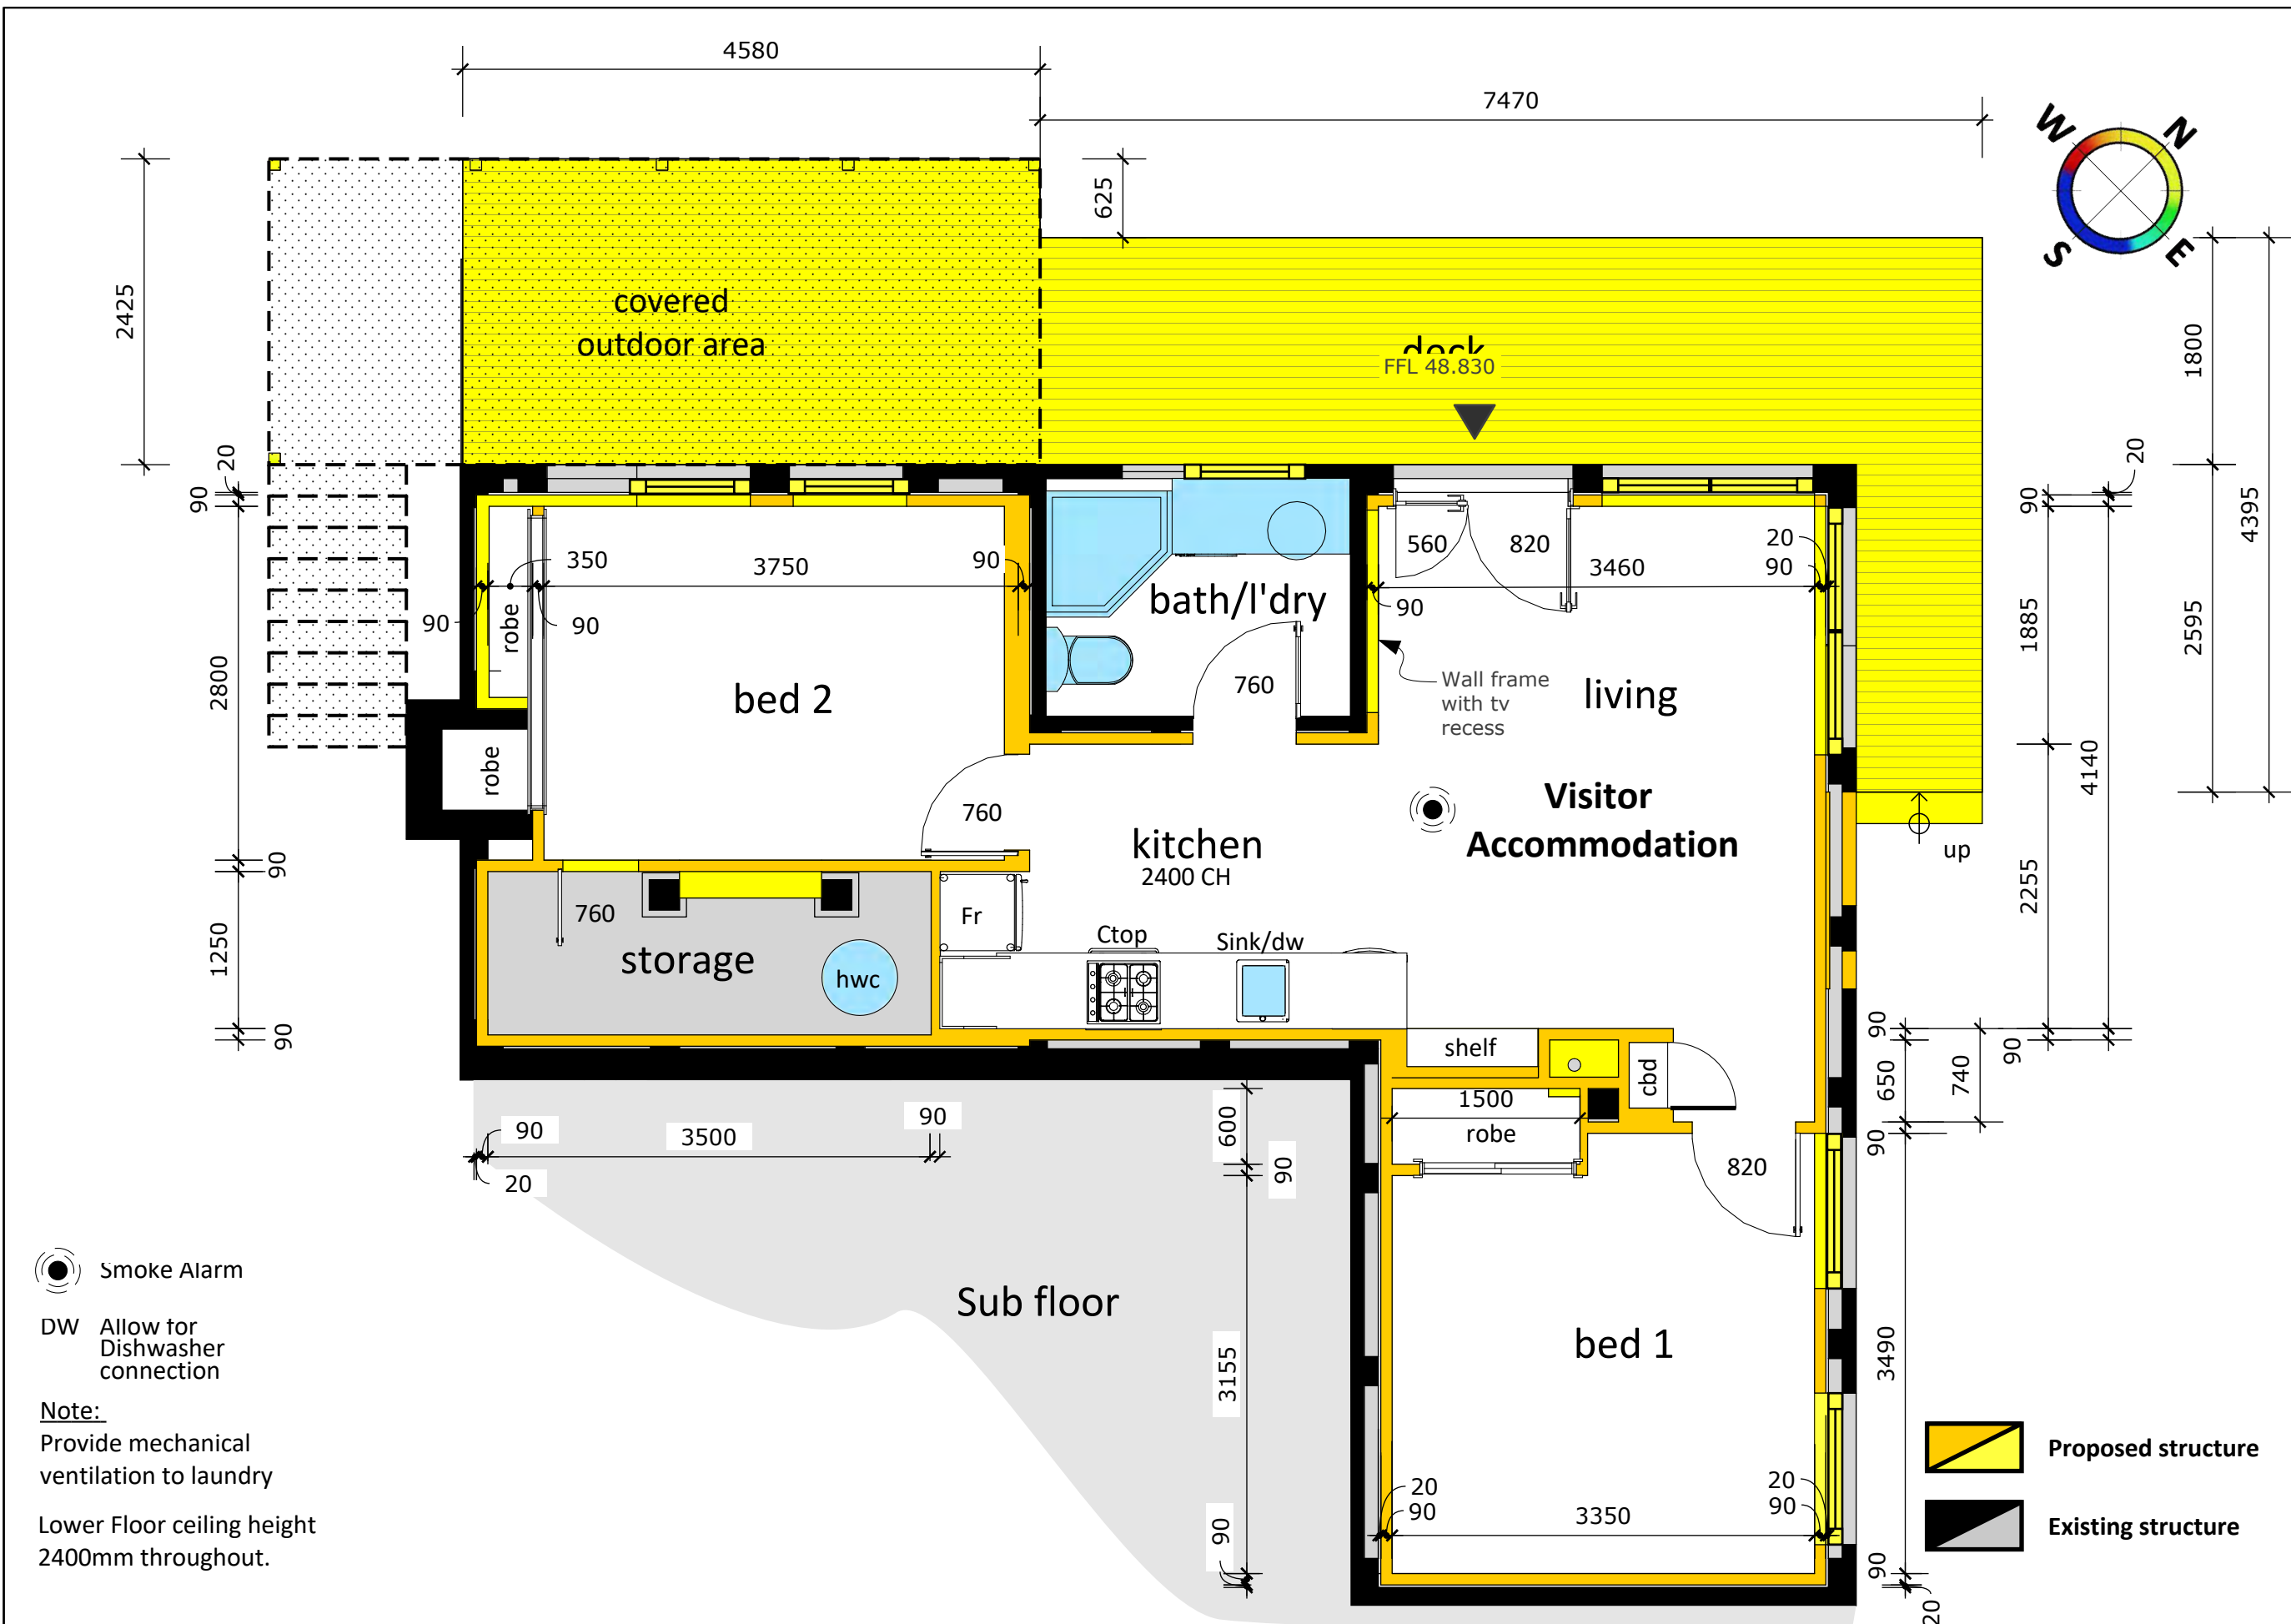 4580
7470
W
N
S
E
625
2425
1800
4395
covered
outdoor area
deck
FFL 48.830
20
90
20
90
350
3750
90
560
820
20
3460
90
bath/l'dry
90
90
90
robe
1885
2595
2800
bed 2
760
Wall frame
with tv
recess
living
robe
4140
Visitor
Accommodation
760
kitchen
2400 CH
up
90
2255
Fr
760
Ctop
Sink/dw
storage
hwc
1250
90
90
90
shelf
cbd
650
740
1500
robe
600
90
90
3500
90
20
90
820
Sub floor
bed 1
3155
3490
Smoke Alarm
DW Allow for
Dishwasher
connection
Note:
Provide mechanical
ventilation to laundry
Lower Floor ceiling height
2400mm throughout.
20
90
3350
20
90
90
90
20
Proposed structure
Existing structure